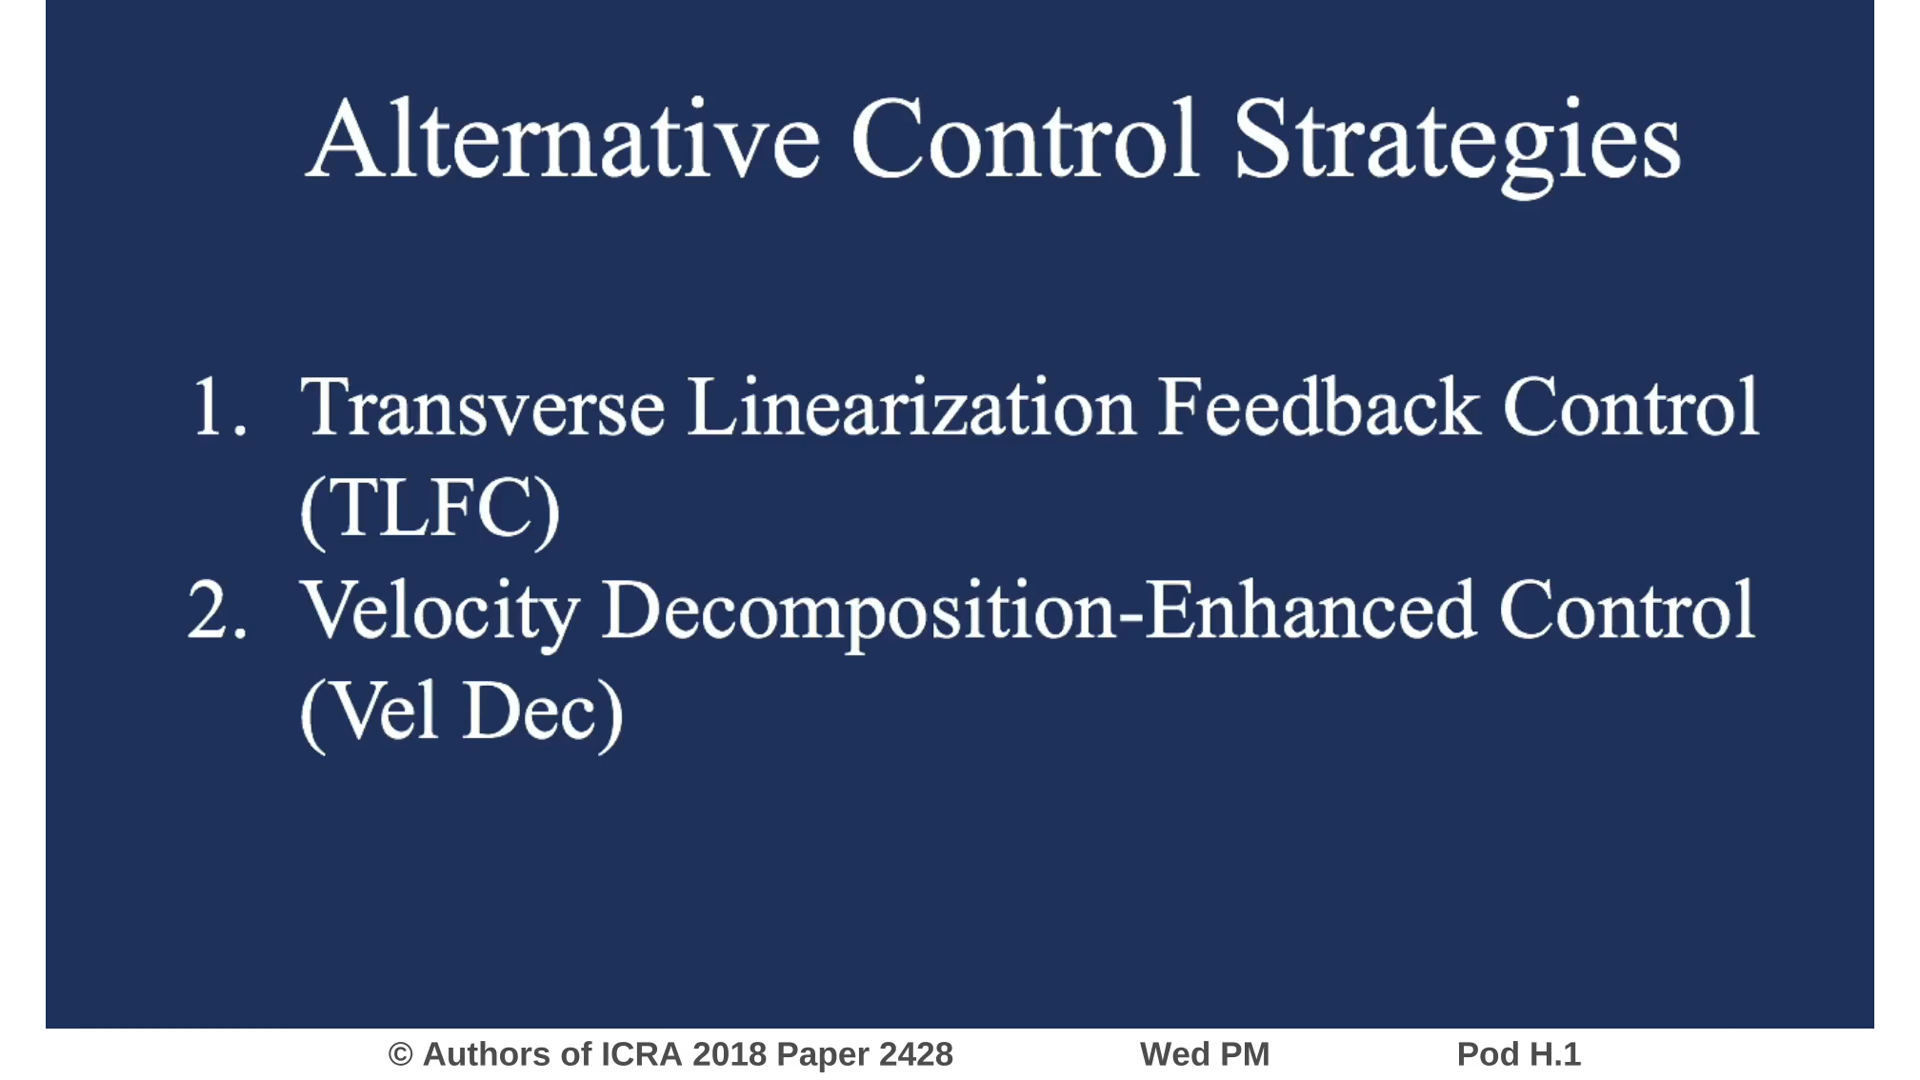 Alternative Control Strategies
1. Transverse Linearization Feedback Control
(TLFC)
2. Velocity Decomposition-Enhanced Control
(Vel Dec)
© Authors of ICRA 2018 Paper 2428 Wed PM Pod H.1